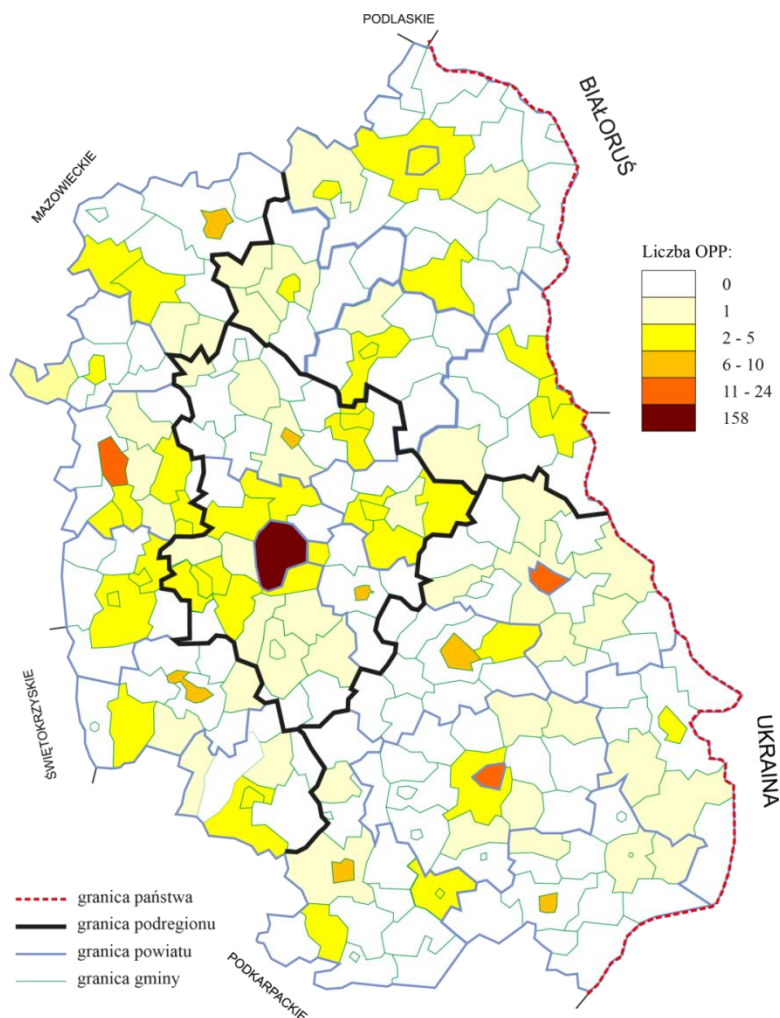 PODLASKIE
BIAŁORUŚ
MAZOWIECKIE
Liczba OPP:
0
1
2 - 5
6 - 10
11 - 24
158
ŚWIĘTOKRZYSKIE
UKRAINA
granica państwa
granica podregionu
granica powiatu
granica gminy
PODKARPACKIE